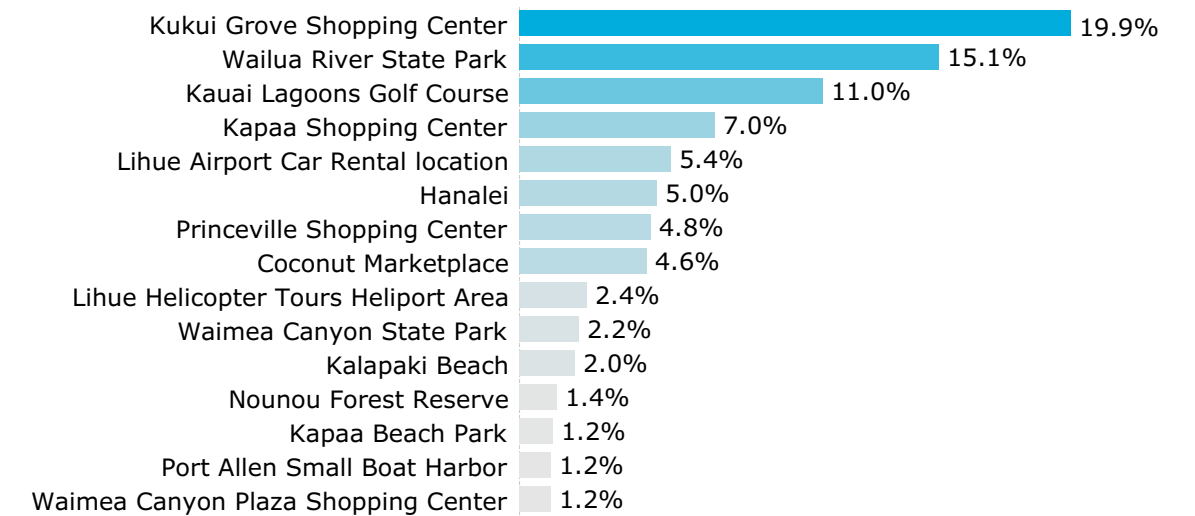 Kukui Grove Shopping Center 19.9%
Wailua River State Park 15.1%
Kauai Lagoons Golf Course 11.0%
Kapaa Shopping Center 7.0%
Lihue Airport Car Rental location 5.4%
Hanalei 5.0%
Princeville Shopping Center 4.8%
Coconut Marketplace 4.6%
Lihue Helicopter Tours Heliport Area 2.4%
Waimea Canyon State Park 2.2%
Kalapaki Beach 2.0%
Nounou Forest Reserve 1.4%
Kapaa Beach Park 1.2%
Port Allen Small Boat Harbor 1.2%
Waimea Canyon Plaza Shopping Center 1.2%